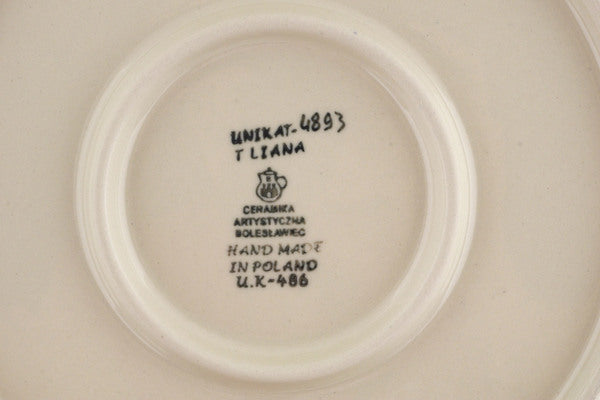 UNIKAT-4893
T LIANA
CERAMIKA
ARTYSTYCZNA
BOLESŁAWIEC
HAND MADE
IN POLAND
U.K-486